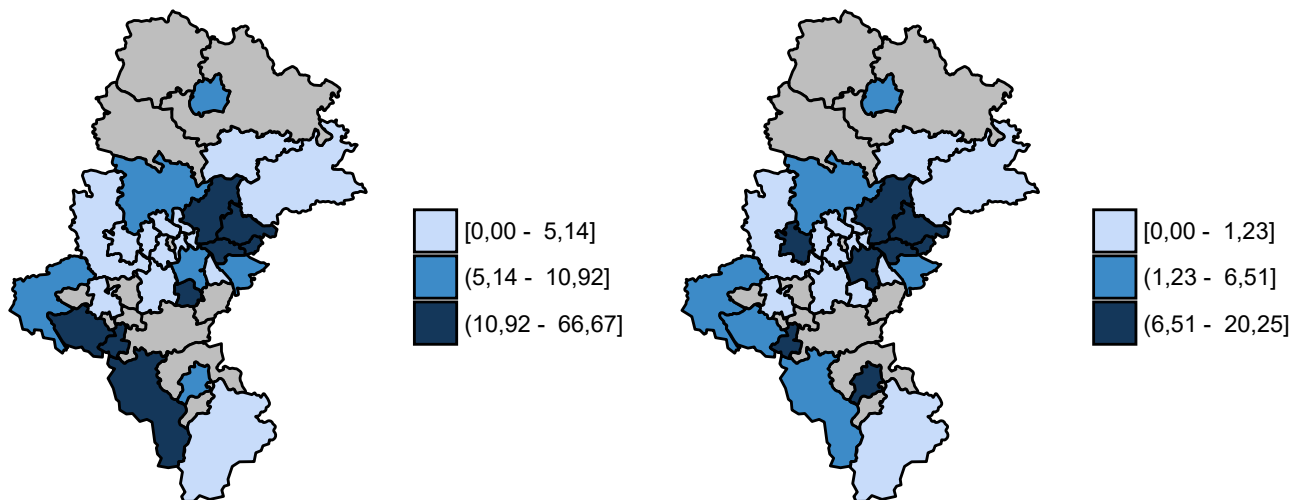 [0,00 - 5,14]
(5,14 - 10,92]
(10,92 - 66,67]
[0,00 - 1,23]
(1,23 - 6,51]
(6,51 - 20,25]